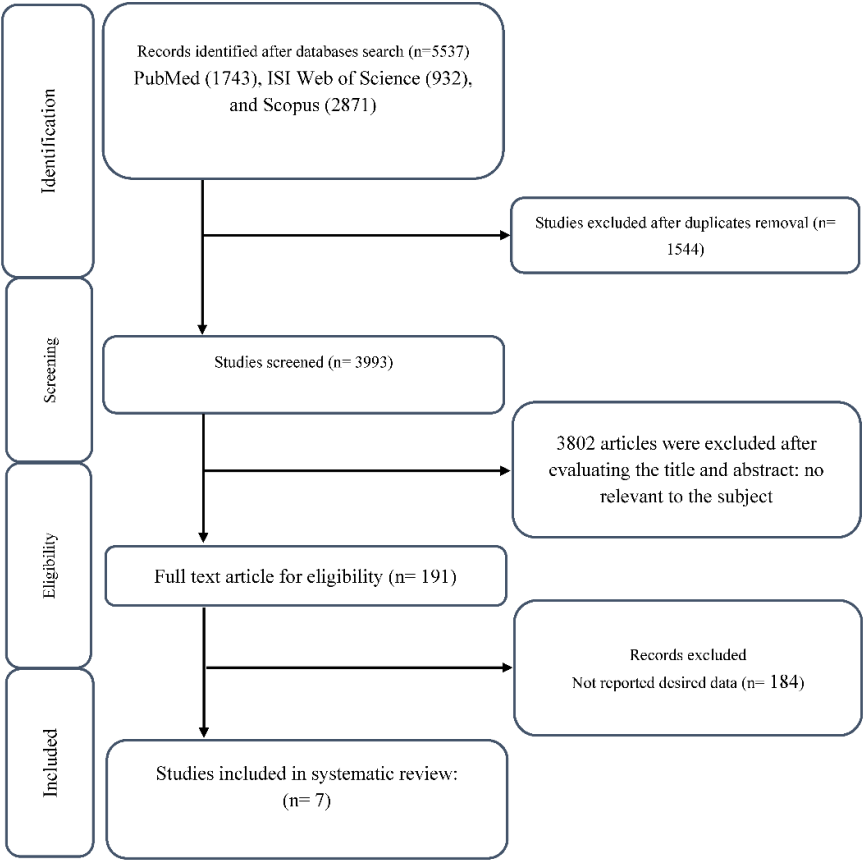 Identification
Records identified after databases search (n=5537)
PubMed (1743), ISI Web of Science (932),
and Scopus (2871)
Studies excluded after duplicates removal (n=
1544)
Screening
Studies screened (n= 3993)
3802 articles were excluded after
evaluating the title and abstract: no
relevant to the subject
Eligibility
Full text article for eligibility (n= 191)
Records excluded
Not reported desired data (n= 184)
Included
Studies included in systematic review:
(n= 7)